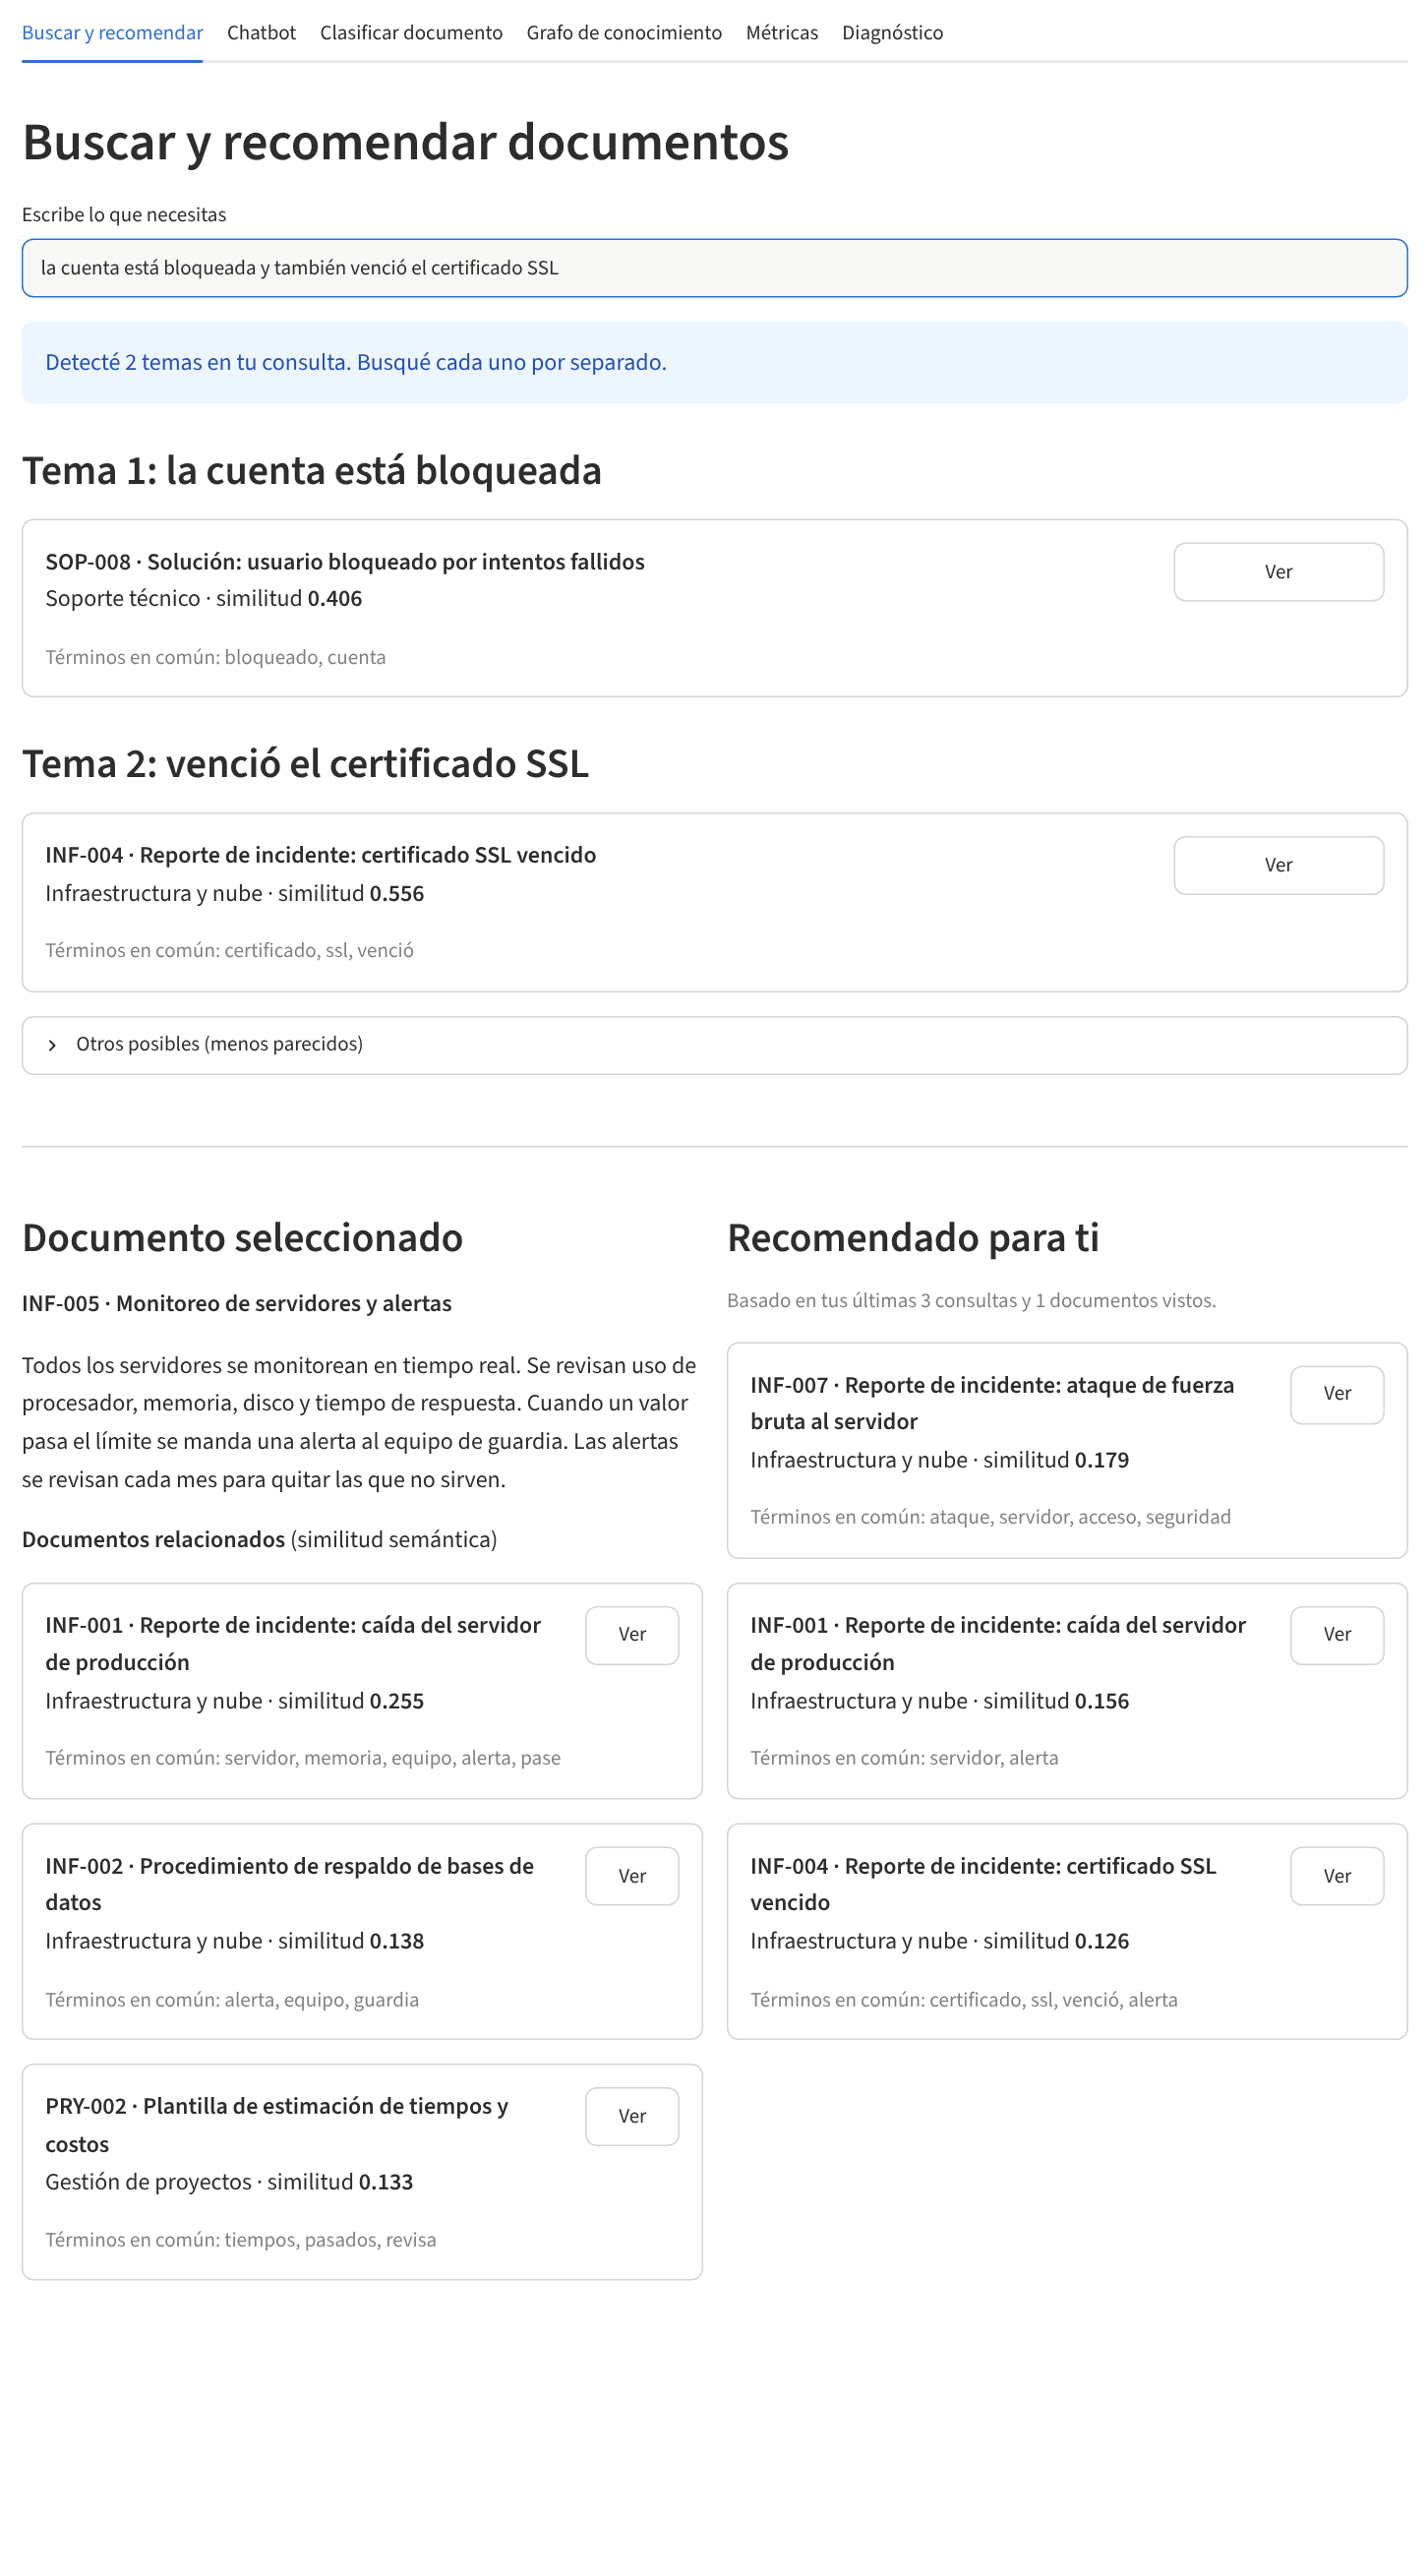 Buscar y recomendar
Chatbot
Clasificar documento
Grafo de conocimiento
Métricas
Diagnóstico
Buscar y recomendar documentos
Escribe lo que necesitas
la cuenta está bloqueada y también venció el certificado SSL
Detecté 2 temas en tu consulta. Busqué cada uno por separado.
Tema 1: la cuenta está bloqueada
SOP-008 · Solución: usuario bloqueado por intentos fallidos
Ver
Soporte técnico · similitud 0.406
Términos en común: bloqueado, cuenta
Tema 2: venció el certificado SSL
INF-004 · Reporte de incidente: certificado SSL vencido
Ver
Infraestructura y nube · similitud 0.556
Términos en común: certificado, ssl, venció
Otros posibles (menos parecidos)
Documento seleccionado
INF-005 · Monitoreo de servidores y alertas
Todos los servidores se monitorean en tiempo real. Se revisan uso de
procesador, memoria, disco y tiempo de respuesta. Cuando un valor
pasa el límite se manda una alerta al equipo de guardia. Las alertas
se revisan cada mes para quitar las que no sirven.
Documentos relacionados (similitud semántica)
INF-001 · Reporte de incidente: caída del servidor
de producción
Ver
Infraestructura y nube · similitud 0.255
Términos en común: servidor, memoria, equipo, alerta, pase
INF-002 · Procedimiento de respaldo de bases de
datos
Ver
Infraestructura y nube · similitud 0.138
Términos en común: alerta, equipo, guardia
PRY-002 · Plantilla de estimación de tiempos y
costos
Ver
Gestión de proyectos · similitud 0.133
Términos en común: tiempos, pasados, revisa
Recomendado para ti
Basado en tus últimas 3 consultas y 1 documentos vistos.
INF-007 · Reporte de incidente: ataque de fuerza
bruta al servidor
Ver
Infraestructura y nube · similitud 0.179
Términos en común: ataque, servidor, acceso, seguridad
INF-001 · Reporte de incidente: caída del servidor
de producción
Ver
Infraestructura y nube · similitud 0.156
Términos en común: servidor, alerta
INF-004 · Reporte de incidente: certificado SSL
vencido
Ver
Infraestructura y nube · similitud 0.126
Términos en común: certificado, ssl, venció, alerta